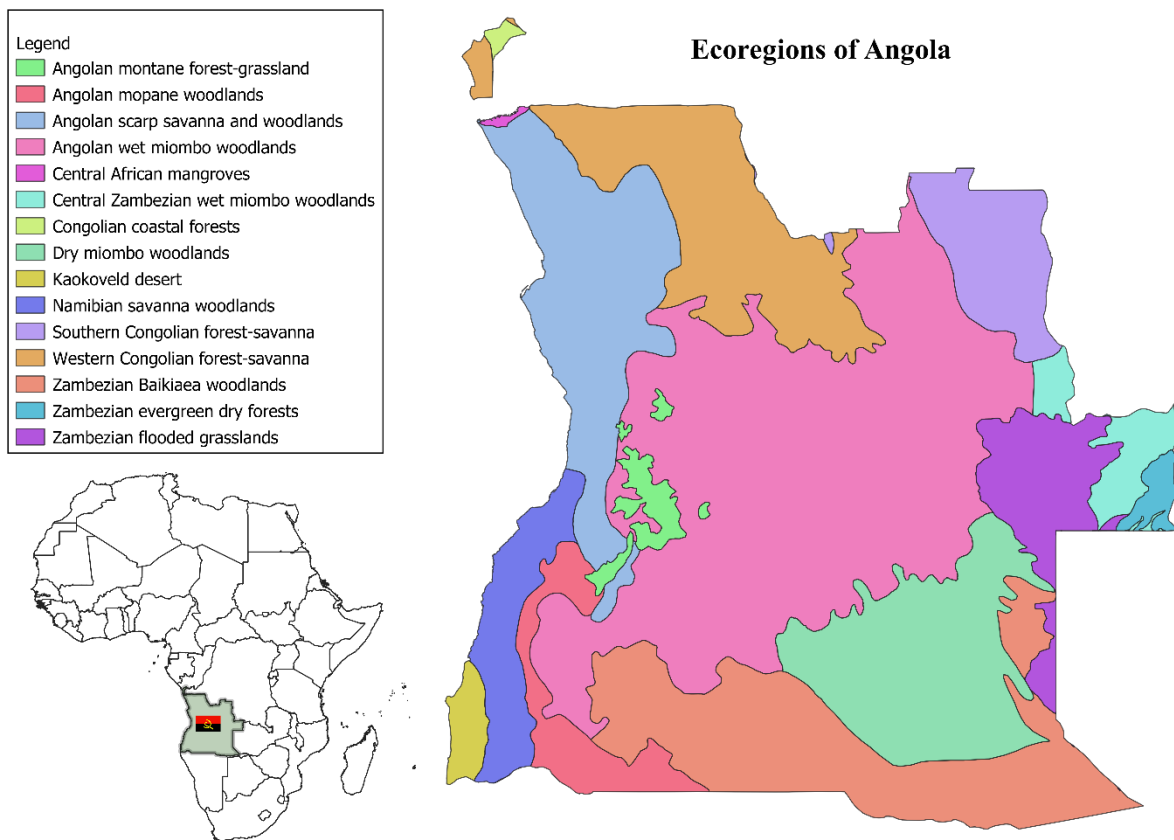 Ecoregions of Angola
Legend
Angolan montane forest-grassland
Angolan mopane woodlands
Angolan scarp savanna and woodlands
Angolan wet miombo woodlands
Central African mangroves
Central Zambezian wet miombo woodlands
Congolian coastal forests
Dry miombo woodlands
Kaokoveld desert
Namibian savanna woodlands
Southern Congolian forest-savanna
Western Congolian forest-savanna
Zambezian Baikiaea woodlands
Zambezian evergreen dry forests
Zambezian flooded grasslands